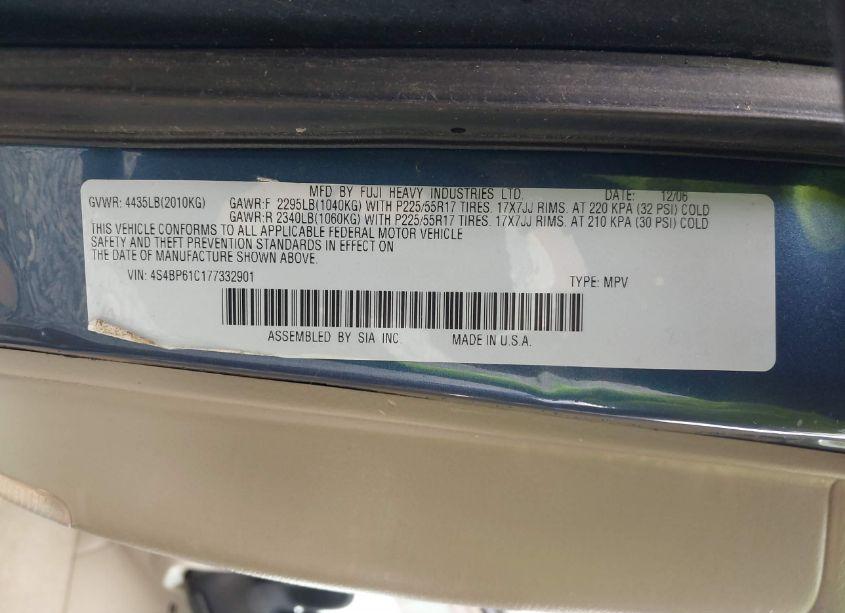 MFD BY FUJI HEAVY INDUSTRIES LTD. DATE: 12/06
GVWR: 4435LB(2010KG) GAWR:F 2295LB(1040KG) WITH P225/55R17 TIRES. 17X7JJ RIMS. AT 220 KPA (32 PSI) COLD
GAWR:R 2340LB(1060KG) WITH P225/55R17 TIRES. 17X7JJ RIMS. AT 210 KPA (30 PSI) COLD
THIS VEHICLE CONFORMS TO ALL APPLICABLE FEDERAL MOTOR VEHICLE
SAFETY AND THEFT PREVENTION STANDARDS IN EFFECT ON
THE DATE OF MANUFACTURE SHOWN ABOVE.
VIN: 4S4BP61C177332901 TYPE: MPV
ASSEMBLED BY SIA INC. MADE IN U.S.A.